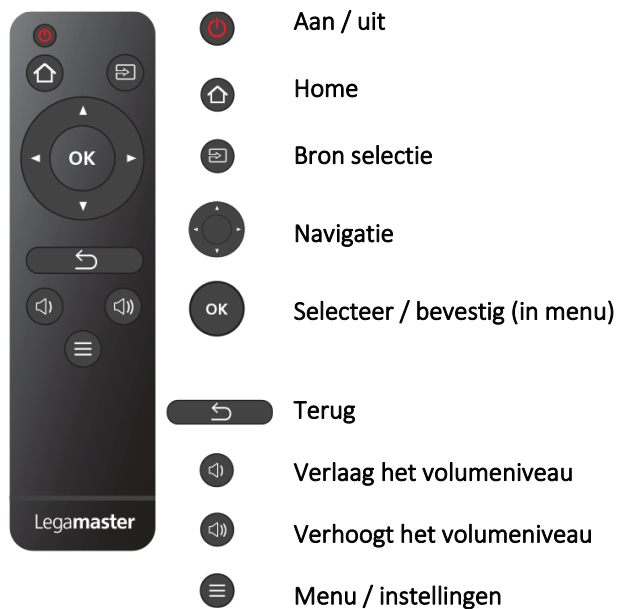 Aan / uit
Home
Bron selectie
OK
Navigatie
OK
Selecteer / bevestig (in menu)
Terug
Verlaag het volumeniveau
Legamaster
Verhoogt het volumeniveau
Menu / instellingen